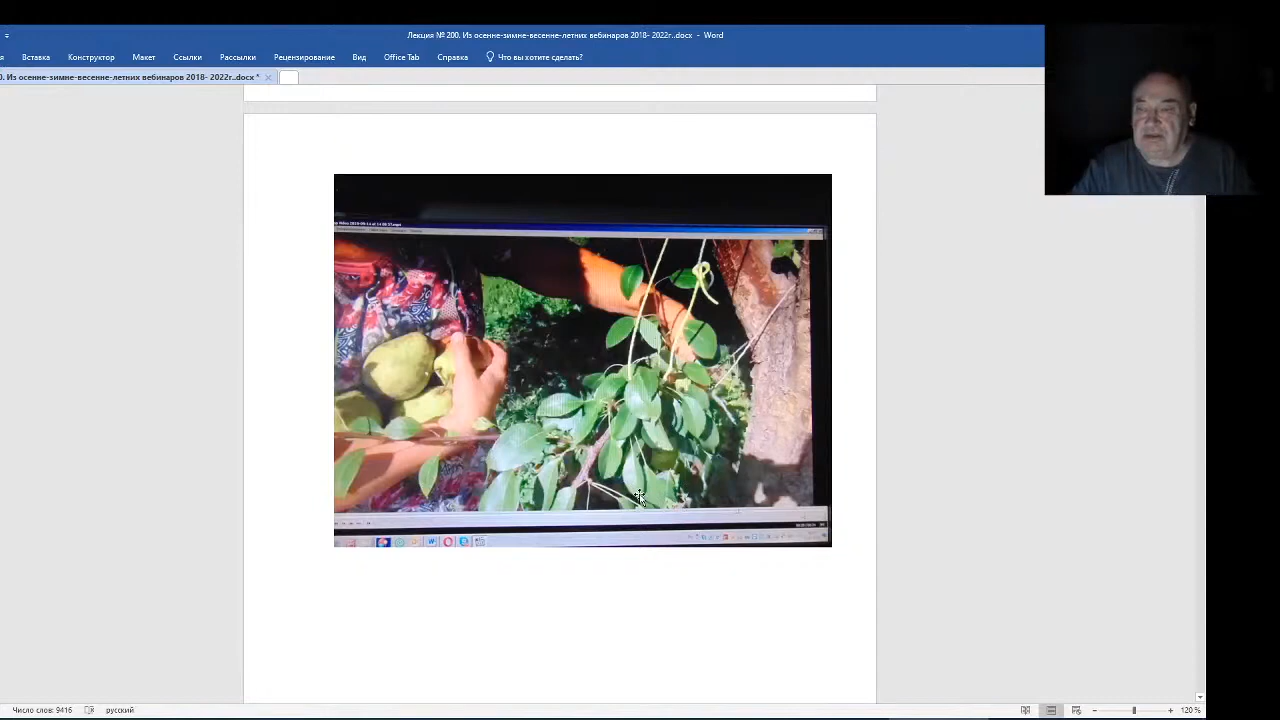 Лекция № 200. Из осенне-зимне-весенне-летних вебинаров 2018- 2022г..docx - Word
Вставка Конструктор Макет Ссылки Рассылки Рецензирование Вид Office Tab Справка Что вы хотите сделать?
0. Из осенне-зимне-весенне-летних вебинаров 2018- 2022г..docx *
Число слов: 9416 русский 120 %